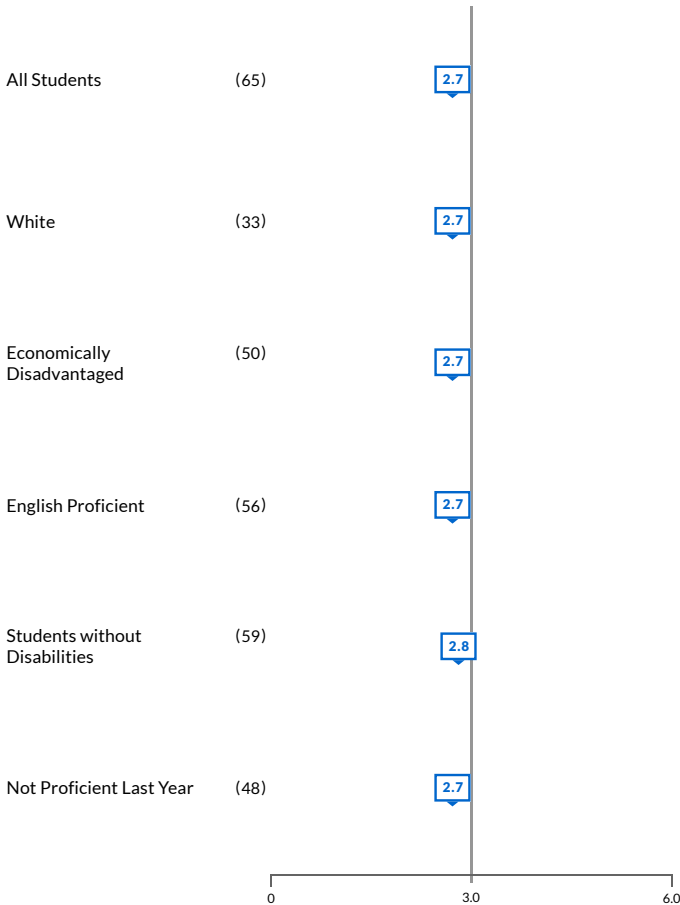 All Students (65) 2.7
White (33) 2.7
Economically (50) 2.7
Disadvantaged
English Proficient (56) 2.7
Students without (59) 2.8
Disabilities
Not Proficient Last Year (48) 2.7
0 3.0 6.0